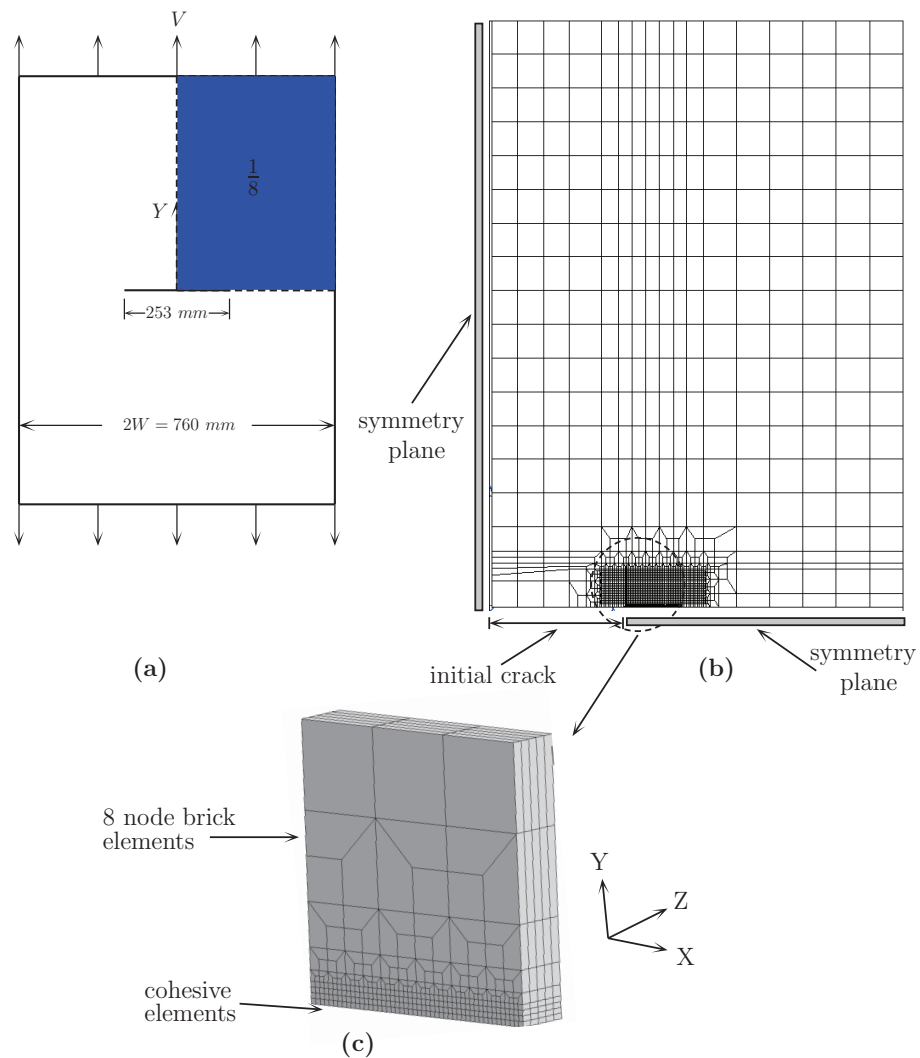 V
1
8
Y
253 mm
2W = 760 mm
(a)
symmetry
plane
initial crack
(b)
symmetry
plane
8 node brick
elements
cohesive
elements
Y
Z
X
(c)